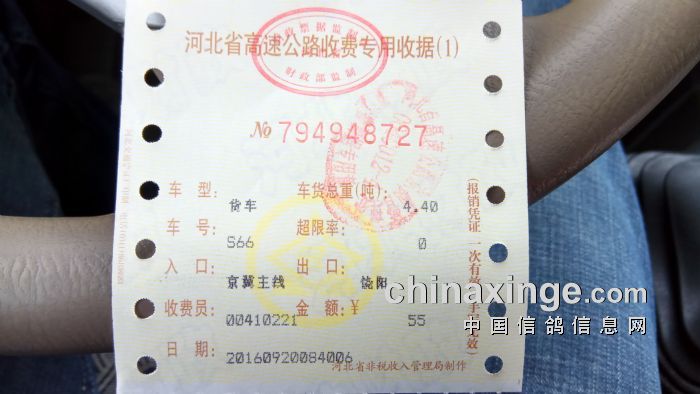 河北省高速公路收费专用收据(1)
财政部监制
No 794948727
车 型: 货车 车货总重(吨): 4.40
车 号: S66 超限率: 0
入 口: 京冀主线 出 口: 饶阳
收费员: 00410221 金 额:¥ 55
日 期: 20160920084006
河北省非税收入管理局制作
(报销凭证 一次有效
chinaxinge.com
中国信鸽信息网